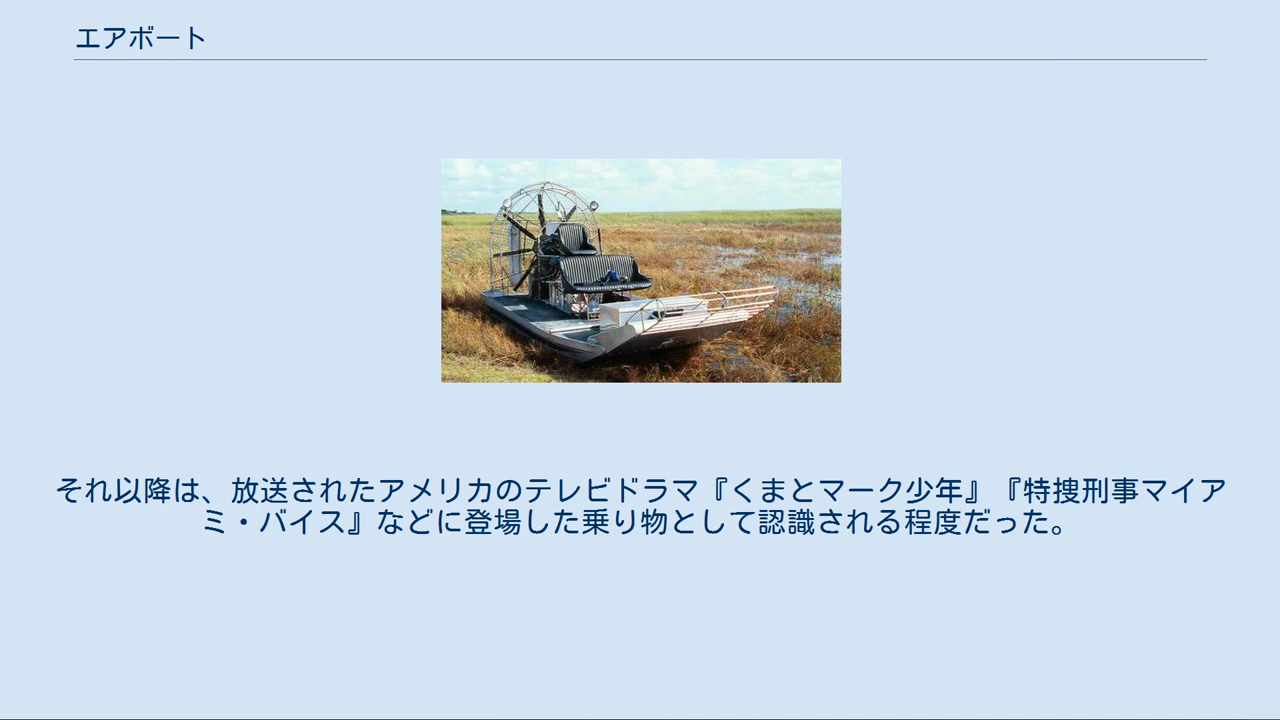 エアボート
それ以降は、放送されたアメリカのテレビドラマ『くまとマーク少年』『特捜刑事マイア
ミ・バイス』などに登場した乗り物として認識される程度だった。